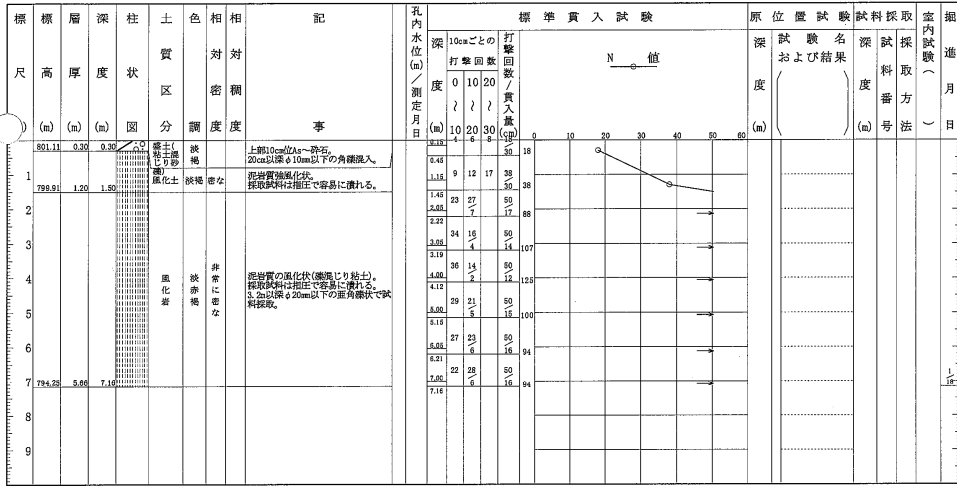 標尺 標高 層厚 深度 柱状図 土質区分 色調 相対密度 相対稠度 記事 孔内水位(m)/測定月日 標準貫入試験 原位置試験 試料採取 室内試験( ) 掘進月日
深度 10cmごとの打撃回数 打撃回数/貫入量 N 値 深度 試験名および結果 深度 試料番号 採取方法
0 10 20
〜 〜 〜
(m) (m) (m) (m) 10 20 30 (cm) 0 10 20 30 40 50 60 (m) (m)
801.11 0.30 0.30 盛土(粘土混じり砂礫) 淡褐 上部10cm位As〜砕石。
20cm以深φ10mm以下の角礫混入。
0.15 4 6 8 18/30 18
0.45
1 799.91 1.20 1.50 風化土 淡褐 密な 泥岩質強風化状。
採取試料は指圧で容易に潰れる。
1.15 9 12 17 38/30 38
1.45
2 2.05 23 27/7 50/17 88
2.22
3 3.05 34 16/4 50/14 107
3.19
4 風化岩 淡赤褐 非常に密な 泥岩質の風化状(礫混じり粘土)。
採取試料は指圧で容易に潰れる。
3.2m以深φ20mm以下の亜角礫状で試料採取。
4.00 36 14/2 50/12 125
4.12
5 5.00 29 21/5 50/15 100
5.15
6 6.05 27 23/6 50/16 94
6.21
7 794.25 5.66 7.16 7.00 22 28/6 50/16 94 1/18
7.16
8
9